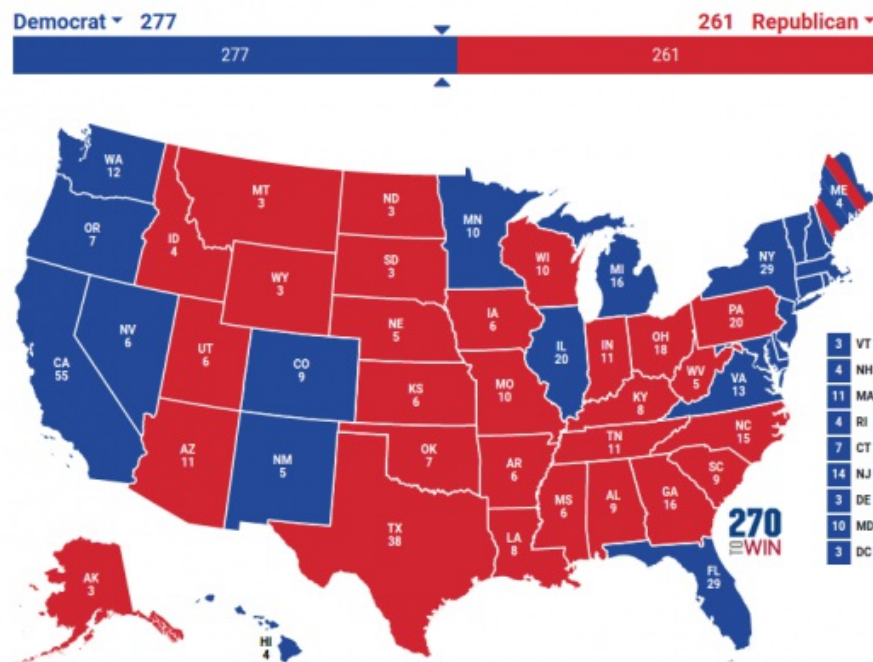 Democrat 277
261 Republican
277
261
WA
12
OR
7
CA
55
NV
6
ID
4
MT
3
WY
3
UT
6
AZ
11
CO
9
NM
5
ND
3
SD
3
NE
5
KS
6
OK
7
TX
38
MN
10
IA
6
MO
10
AR
6
LA
8
WI
10
IL
20
MI
16
IN
11
OH
18
KY
8
TN
11
MS
6
AL
9
GA
16
FL
29
SC
9
NC
15
VA
13
WV
5
PA
20
NY
29
ME
4
AK
3
HI
4
3 VT
4 NH
11 MA
4 RI
7 CT
14 NJ
3 DE
10 MD
3 DC
270
TO WIN